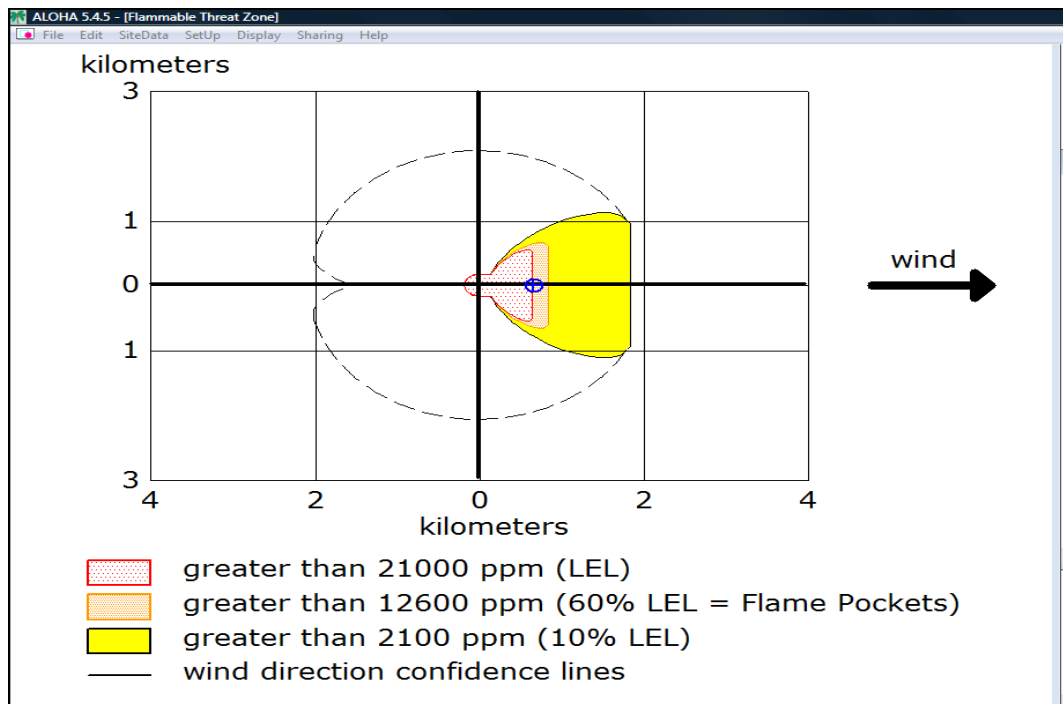 ALOHA 5.4.5 - [Flammable Threat Zone]
File Edit SiteData SetUp Display Sharing Help
kilometers
3
1
0
1
3
wind
4 2 0 2 4
kilometers
greater than 21000 ppm (LEL)
greater than 12600 ppm (60% LEL = Flame Pockets)
greater than 2100 ppm (10% LEL)
wind direction confidence lines